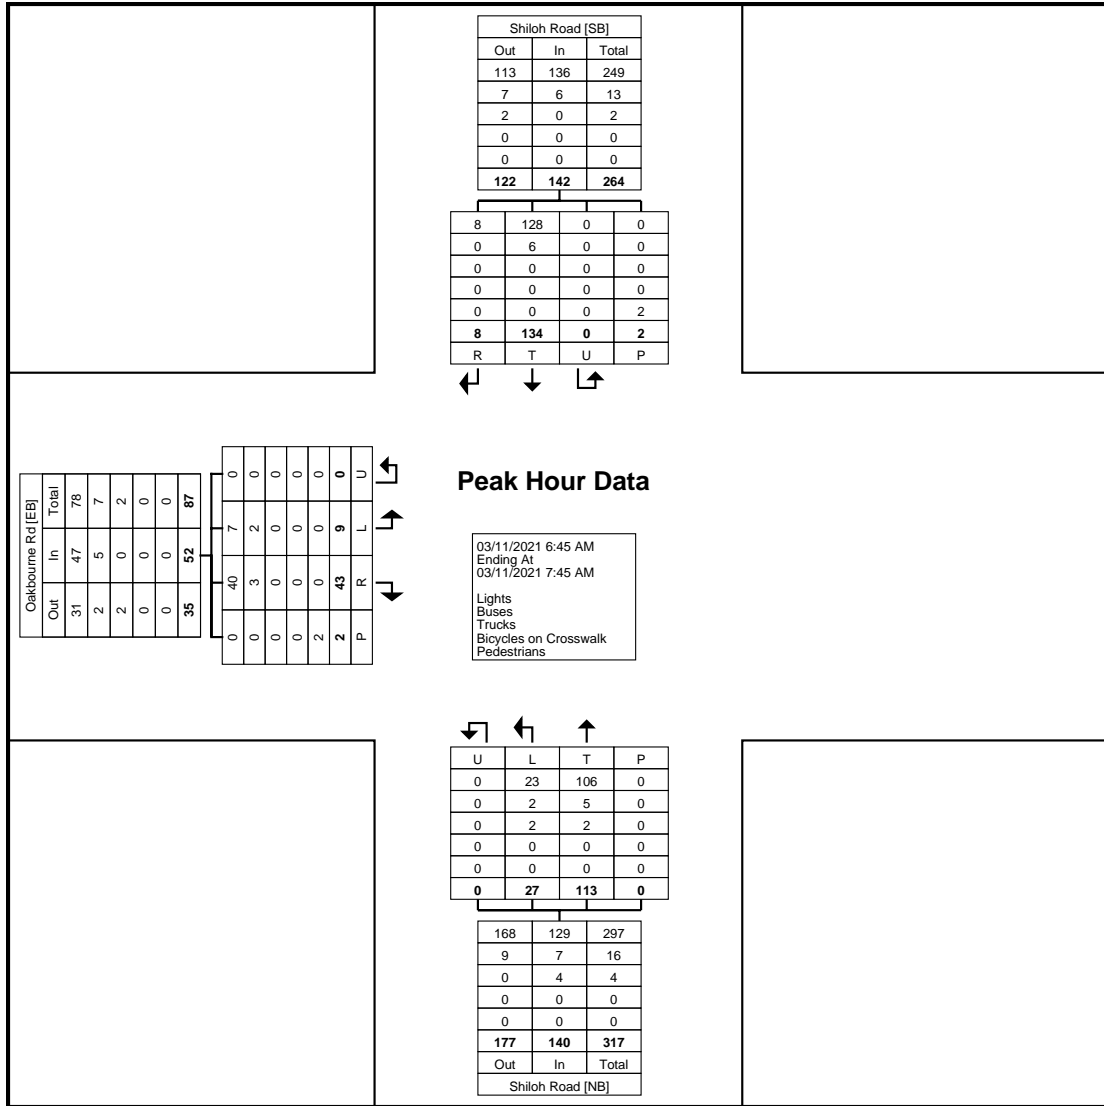 Shiloh Road [SB]
Out In Total
113 136 249
7 6 13
2 0 2
0 0 0
0 0 0
122 142 264
8 128 0 0
0 6 0 0
0 0 0 0
0 0 0 0
0 0 0 2
8 134 0 2
R T U P
Oakbourne Rd [EB]
Out In Total
31 47 78
2 5 7
2 0 2
0 0 0
0 0 0
35 52 87
0 40 7 0
0 3 2 0
0 0 0 0
0 0 0 0
2 0 0 0
2 43 9 0
P R L U
Peak Hour Data
03/11/2021 6:45 AM
Ending At
03/11/2021 7:45 AM
Lights
Buses
Trucks
Bicycles on Crosswalk
Pedestrians
U L T P
0 23 106 0
0 2 5 0
0 2 2 0
0 0 0 0
0 0 0 0
0 27 113 0
168 129 297
9 7 16
0 4 4
0 0 0
0 0 0
177 140 317
Out In Total
Shiloh Road [NB]